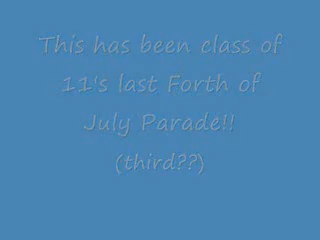 This has been class of
11's last Forth of
July Parade!!
(third??)